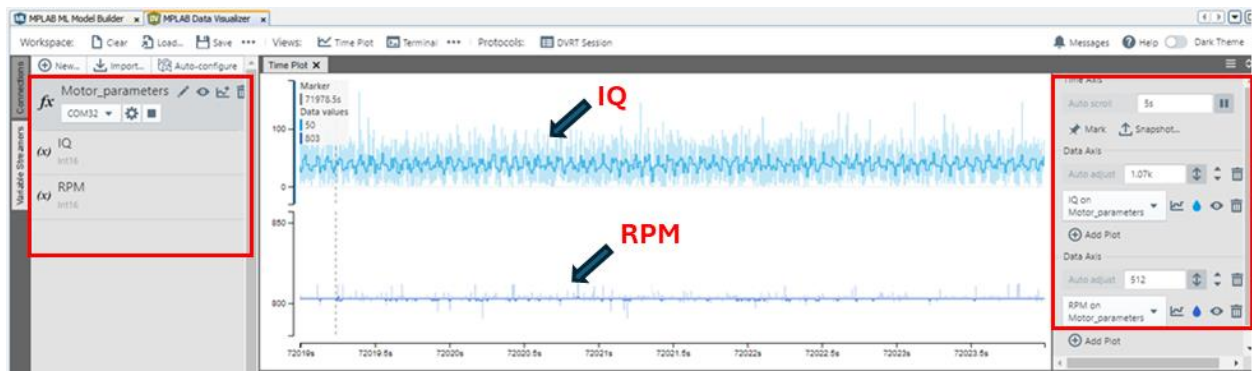 MPLAB ML Model Builder x MPLAB Data Visualizer x
Workspace: Clear Load... Save ••• Views: Time Plot Terminal ••• Protocols: DVRT Session Messages Help Dark Theme
Connections
Variable Streamers
New... Import... Auto-configure
fx Motor_parameters
COM32
(x) IQ
Int16
(x) RPM
Int16
Time Plot X
Marker
71978.5s
Data values
50
803
100
0
IQ
850
800
RPM
72019s 72019.5s 72020s 72020.5s 72021s 72021.5s 72022s 72022.5s 72023s 72023.5s
Time Axis
Auto scroll 5s
Mark Snapshot...
Data Axis
Auto adjust 1.07k
IQ on
Motor_parameters
Add Plot
Data Axis
Auto adjust 512
RPM on
Motor_parameters
Add Plot